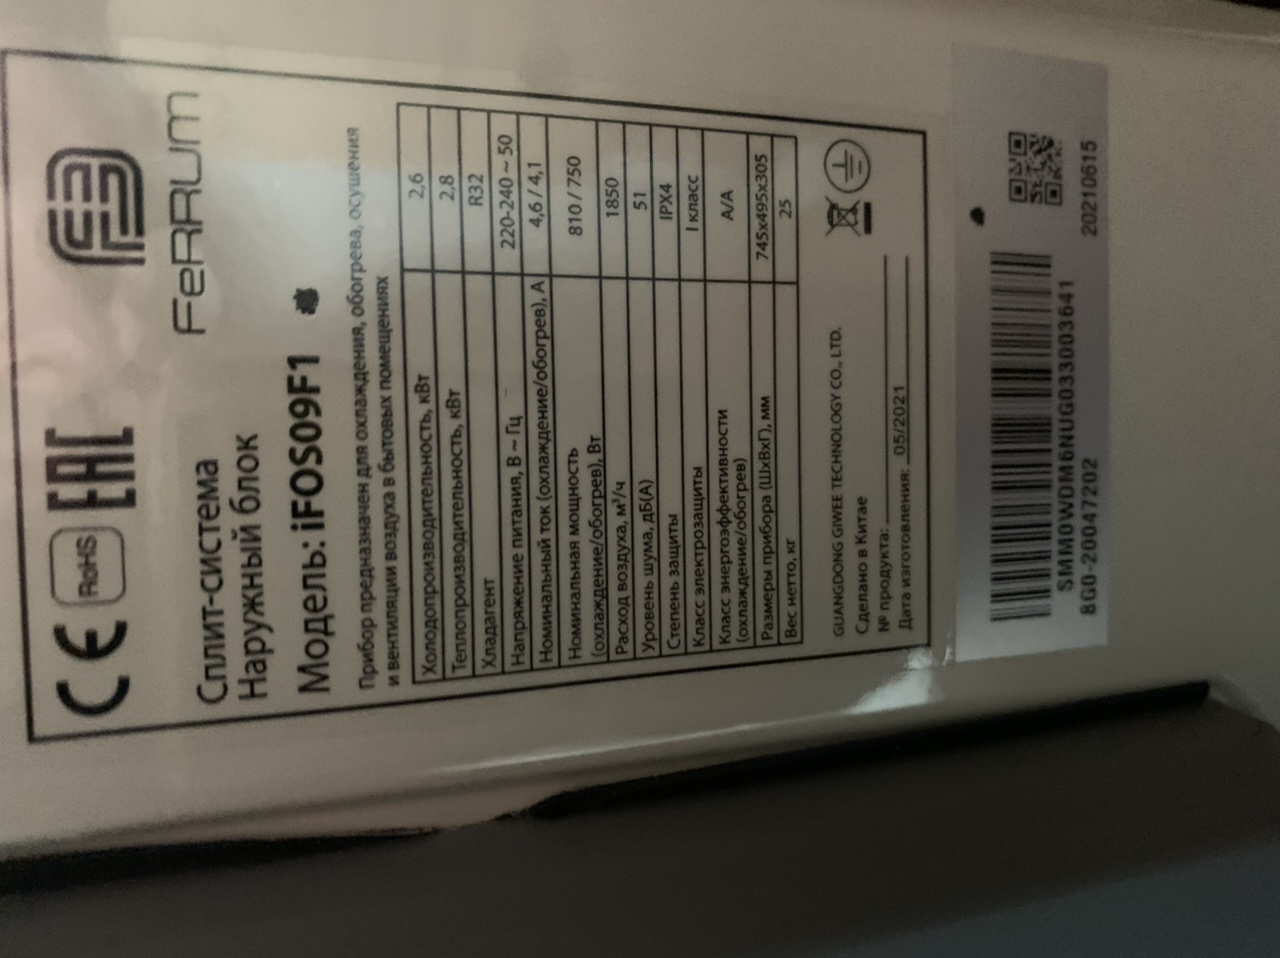 CE RoHS EAC
FeRRUM
Сплит-система
Наружный блок
Модель: iFOS09F1
Прибор предназначен для охлаждения, обогрева, осушения
и вентиляции воздуха в бытовых помещениях
Холодопроизводительность, кВт 2,6
Теплопроизводительность, кВт 2,8
Хладагент R32
Напряжение питания, В ~ Гц 220-240 ~ 50
Номинальный ток (охлаждение/обогрев), А 4,6 / 4,1
Номинальная мощность
(охлаждение/обогрев), Вт 810 / 750
Расход воздуха, м³/ч 1850
Уровень шума, дБ(А) 51
Степень защиты IPX4
Класс электрозащиты I класс
Класс энергоэффективности
(охлаждение/обогрев) A/A
Размеры прибора (ШхВхГ), мм 745x495x305
Вес нетто, кг 25
GUANGDONG GIWEE TECHNOLOGY CO., LTD.
Сделано в Китае
№ продукта:
Дата изготовления: 05/2021
SMM0WDM6NUG033003641
8G0-20047202 20210615